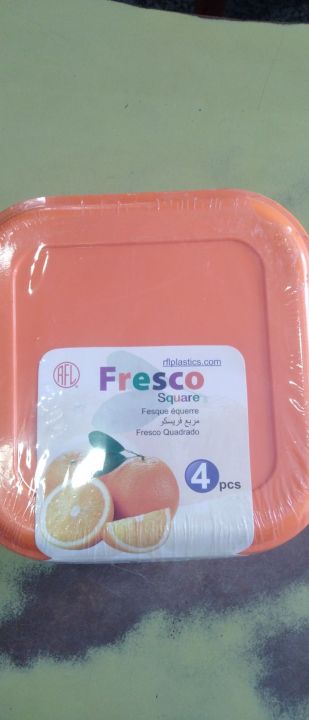 rflplastics.com
RFL
Fresco
Square
Fesque équerre
مربع فريسكو
Fresco Quadrado
4 pcs